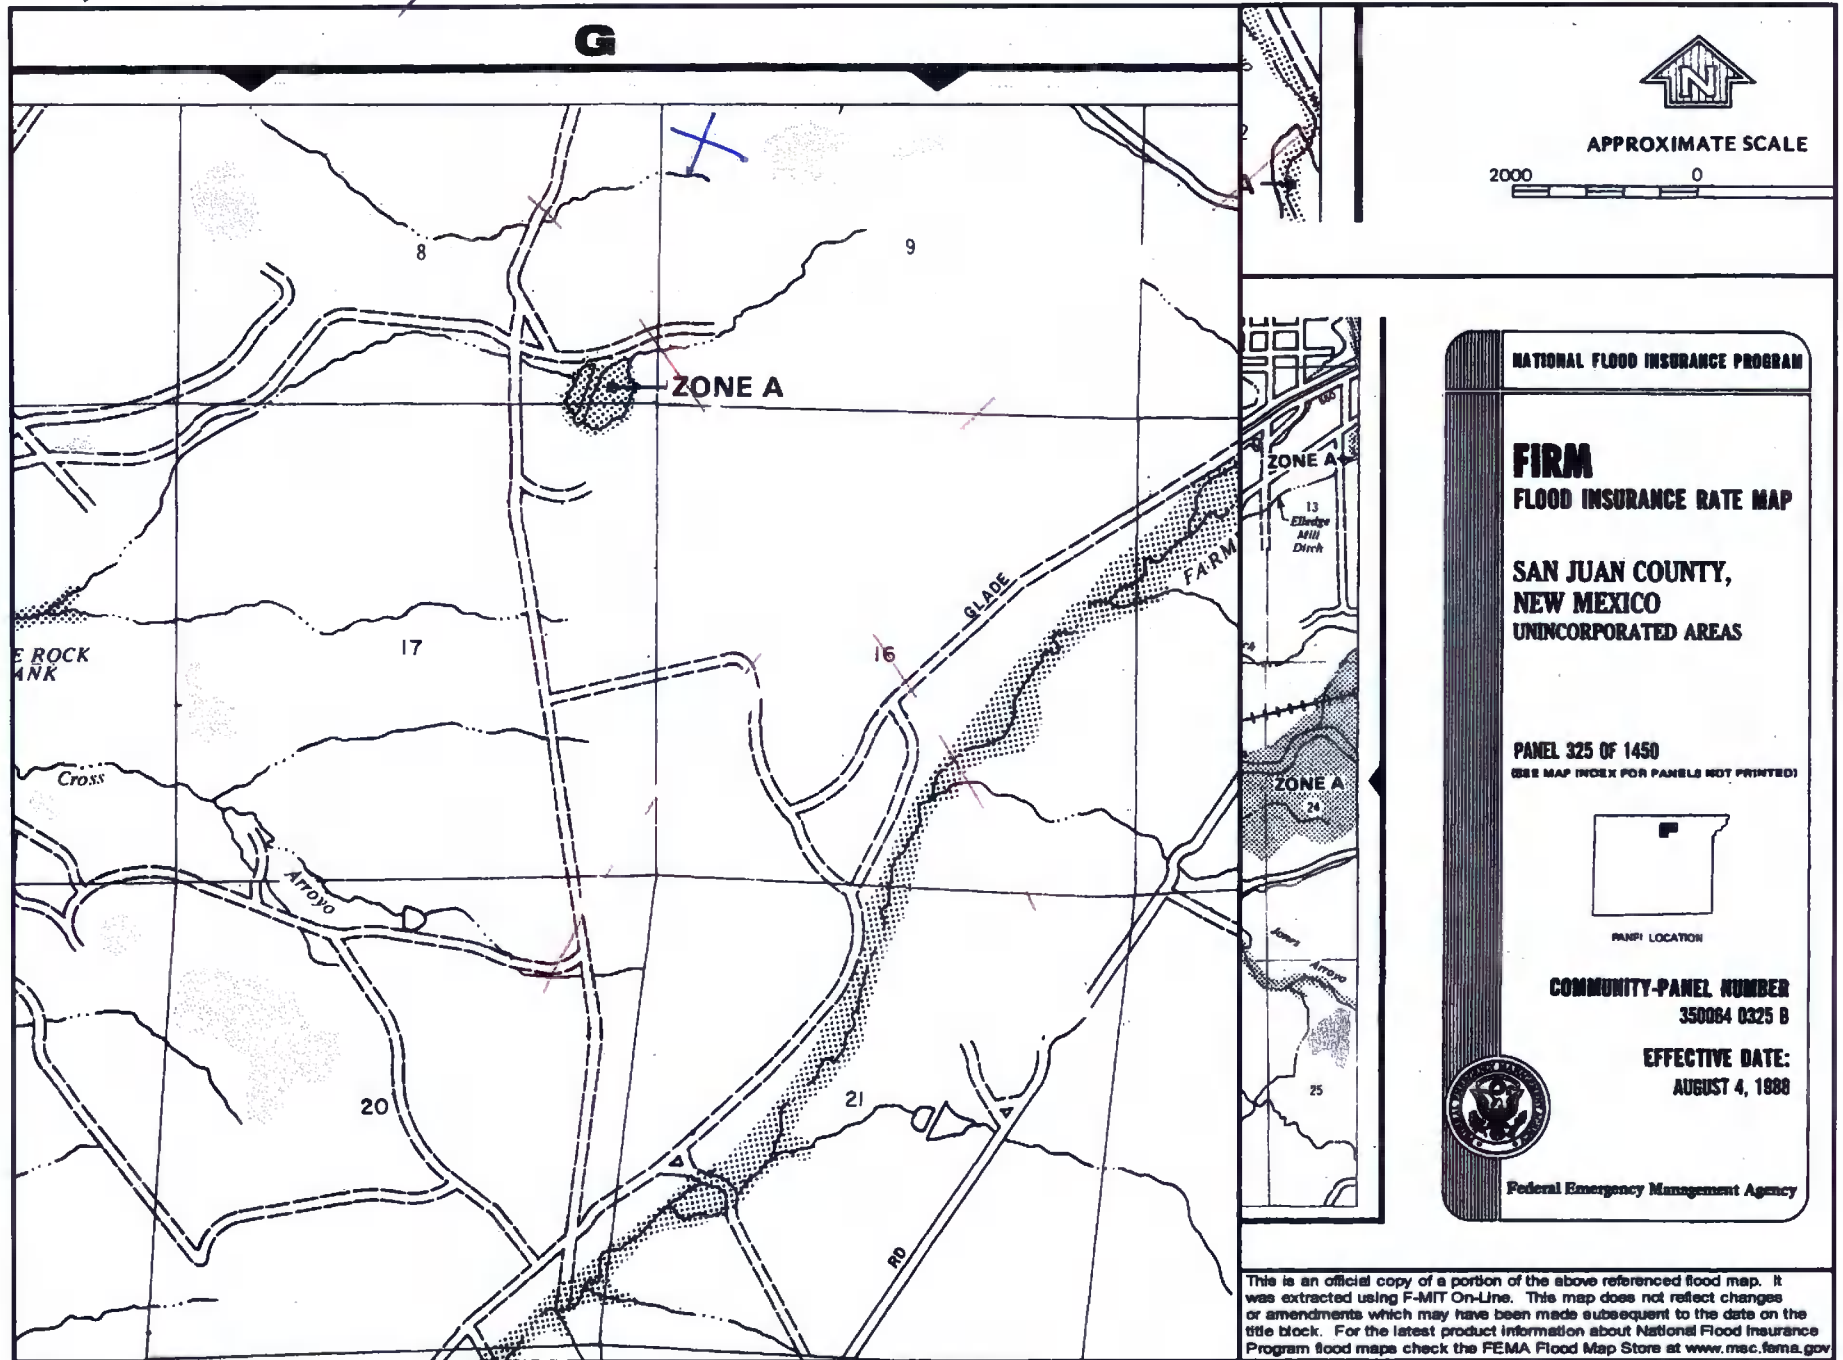 G
8
9
ZONE A
GLADE
FARM
E ROCK
ANK
17
16
Cross
Arroyo
20
21
RD
A
ZONE A
13
Elledge
Mill
Ditch
ZONE A
24
Jones
Arroyo
25
N
APPROXIMATE SCALE
2000 0
NATIONAL FLOOD INSURANCE PROGRAM
FIRM
FLOOD INSURANCE RATE MAP
SAN JUAN COUNTY,
NEW MEXICO
UNINCORPORATED AREAS
PANEL 325 OF 1450
(SEE MAP INDEX FOR PANELS NOT PRINTED)
PANEL LOCATION
COMMUNITY-PANEL NUMBER
350064 0325 B
EFFECTIVE DATE:
AUGUST 4, 1988
Federal Emergency Management Agency
This is an official copy of a portion of the above referenced flood map. It
was extracted using F-MIT On-Line. This map does not reflect changes
or amendments which may have been made subsequent to the date on the
title block. For the latest product information about National Flood Insurance
Program flood maps check the FEMA Flood Map Store at www.msc.fema.gov